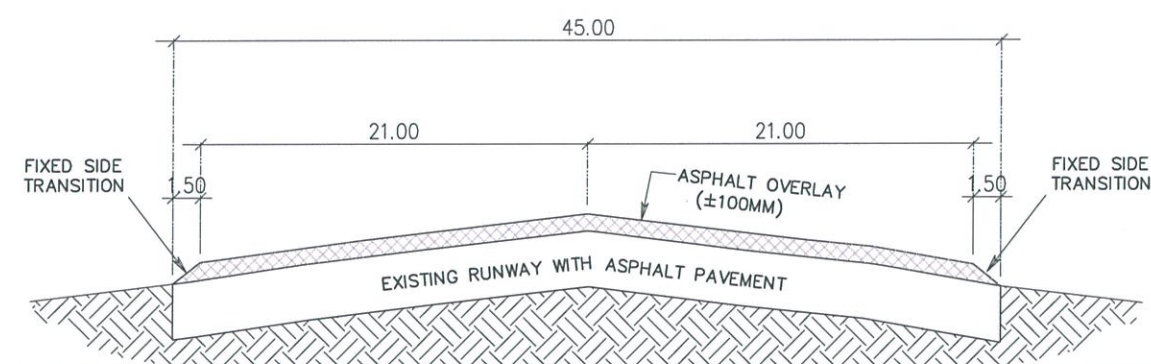 45.00
21.00
21.00
FIXED SIDE
TRANSITION
1.50
ASPHALT OVERLAY
(±100MM)
1.50
FIXED SIDE
TRANSITION
EXISTING RUNWAY WITH ASPHALT PAVEMENT